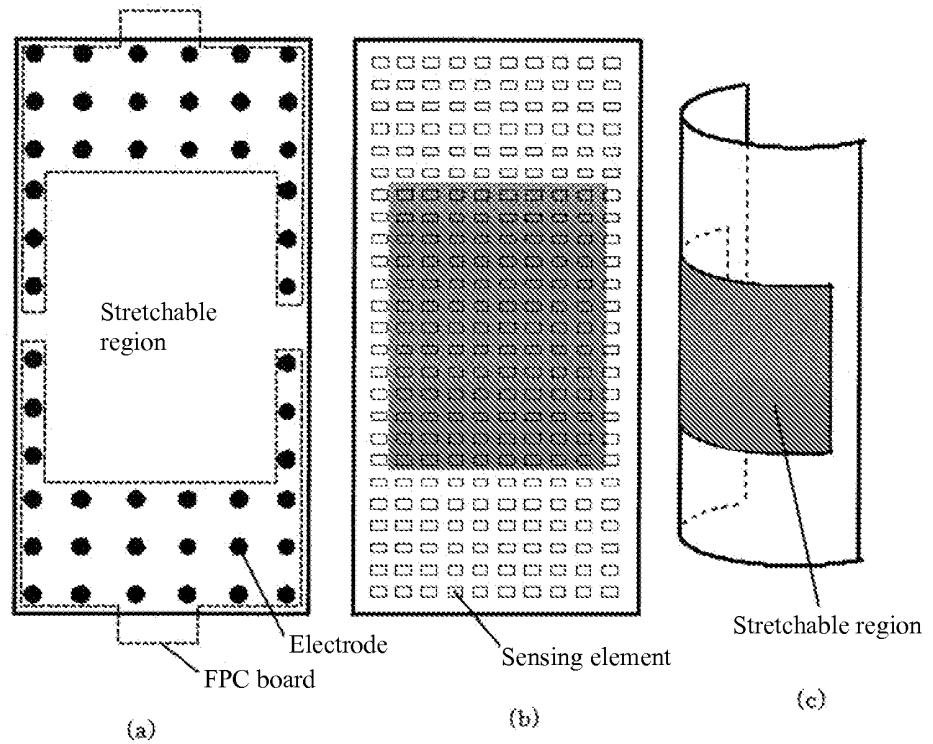 Stretchable
region
Electrode
FPC board
(a)
Sensing element
(b)
Stretchable region
(c)